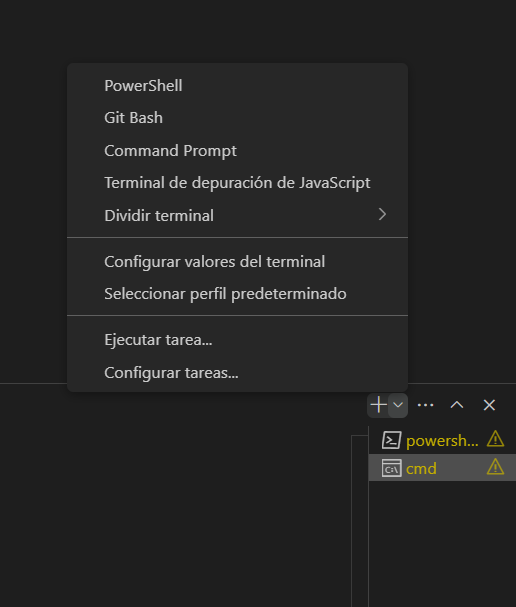 PowerShell
Git Bash
Command Prompt
Terminal de depuración de JavaScript
Dividir terminal
Configurar valores del terminal
Seleccionar perfil predeterminado
Ejecutar tarea...
Configurar tareas...
powersh...
cmd